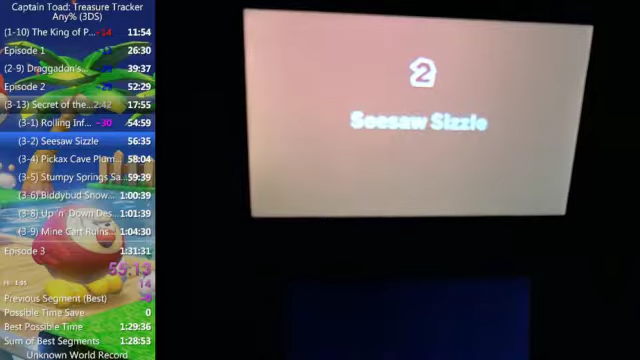 Captain Toad: Treasure Tracker
Any% (3DS)
(1-10) The King of P... -14 11:54
Episode 1 26:30
(2-9) Draggadon's... 39:37
Episode 2 52:29
(3-13) Secret of the... 2:42 17:55
(3-1) Rolling Inf... -30 54:59
(3-2) Seesaw Sizzle 56:35
(3-4) Pickax Cave Plum... 58:04
(3-5) Stumpy Springs Sa... 59:39
(3-6) Biddybud Snow... 1:00:39
(3-8) Up 'n' Down Des... 1:01:39
(3-9) Mine Cart Ruins... 1:04:30
Episode 3 1:31:31
55:13
14
Previous Segment (Best)
Possible Time Save 0
Best Possible Time 1:29:36
Sum of Best Segments 1:28:53
Unknown World Record
2
Seesaw Sizzle